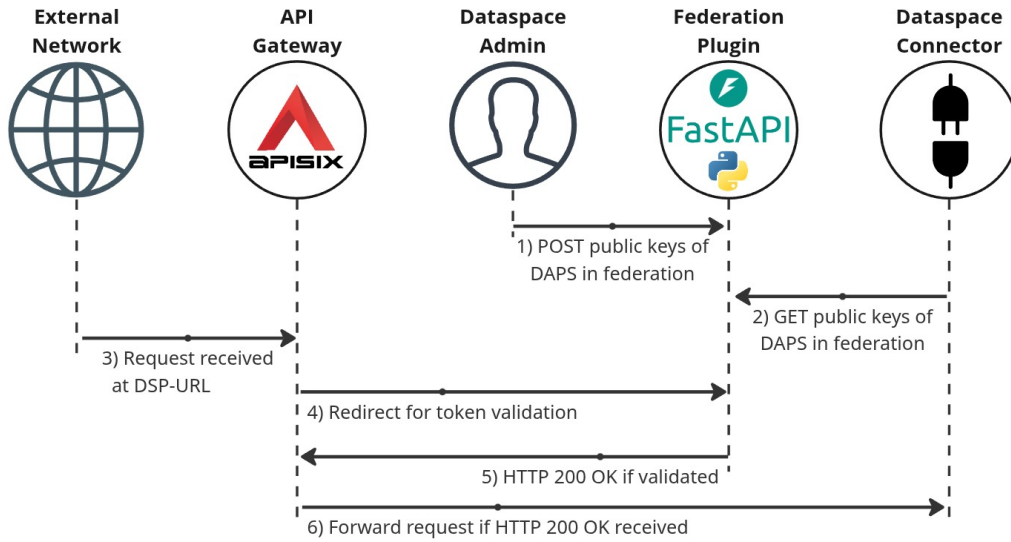 External
Network
API
Gateway
Dataspace
Admin
Federation
Plugin
Dataspace
Connector
APISIX
FastAPI
1) POST public keys of
DAPS in federation
2) GET public keys of
DAPS in federation
3) Request received
at DSP-URL
4) Redirect for token validation
5) HTTP 200 OK if validated
6) Forward request if HTTP 200 OK received